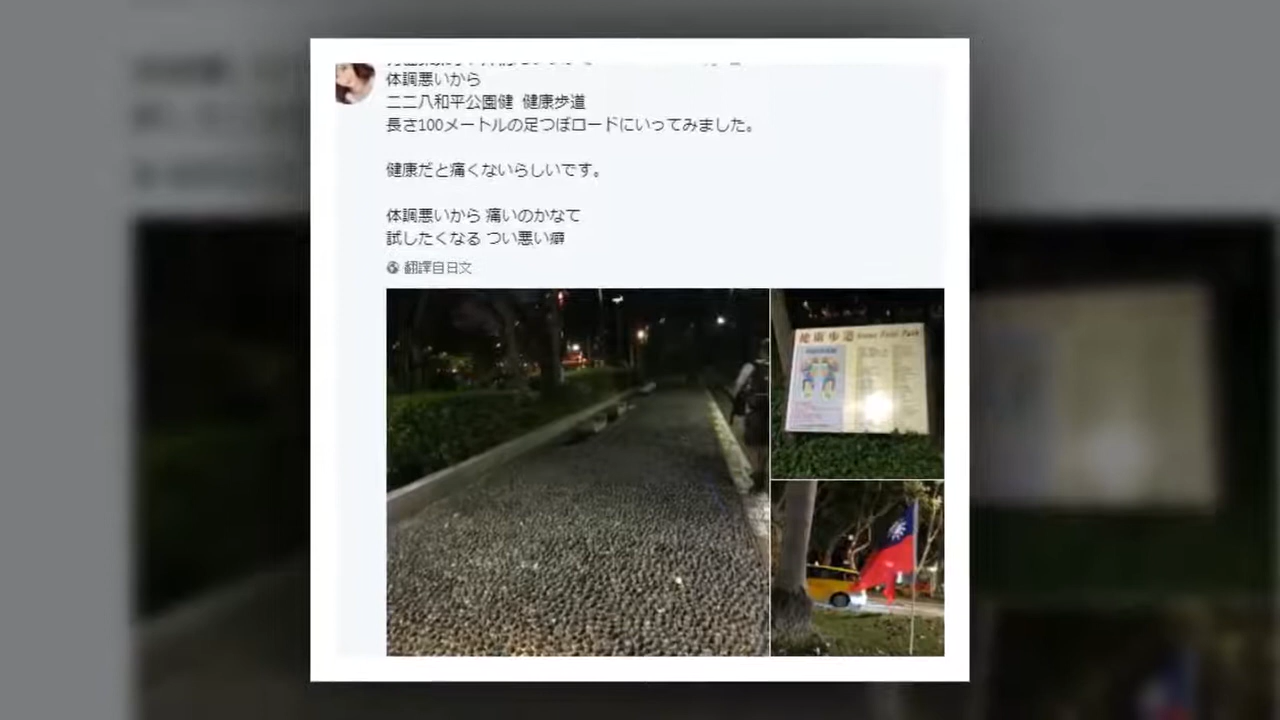 体調悪いから
二二八和平公園健 健康歩道
長さ100メートルの足つぼロードにいってみました。
健康だと痛くないらしいです。
体調悪いから 痛いのかなて
試したくなる つい悪い癖
翻譯自日文
健康步道